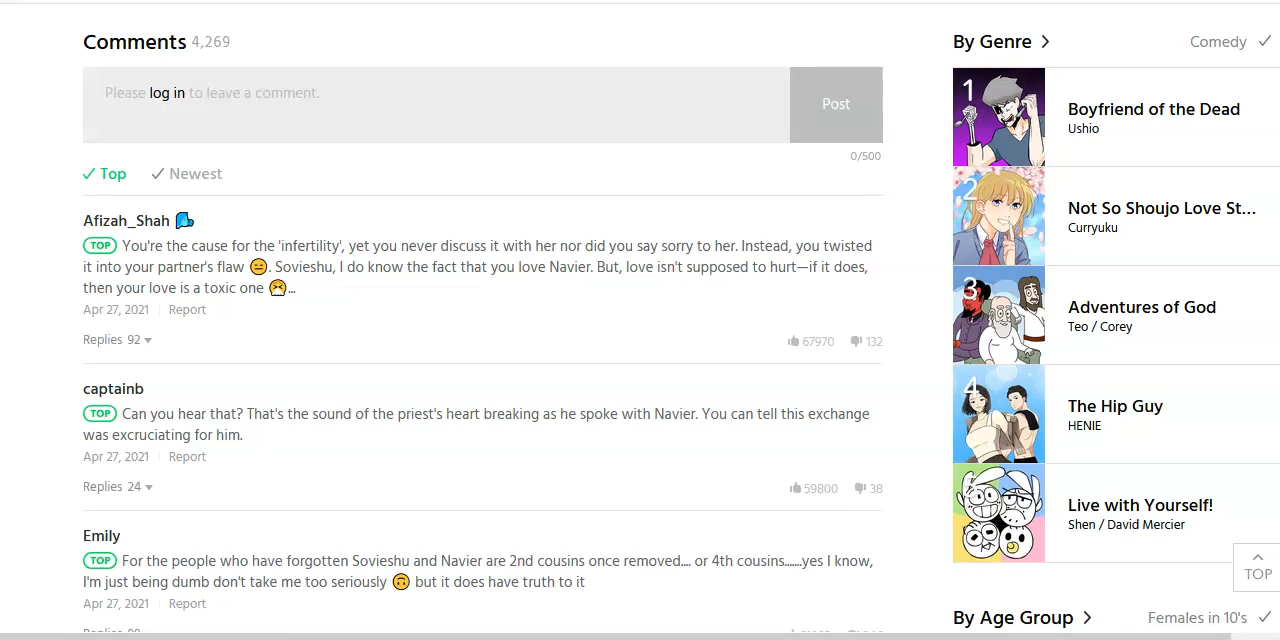 Comments 4,269
Please log in to leave a comment.
Post
0/500
Top
Newest
Afizah_Shah
TOP You're the cause for the 'infertility', yet you never discuss it with her nor did you say sorry to her. Instead, you twisted
it into your partner's flaw 😑. Sovieshu, I do know the fact that you love Navier. But, love isn't supposed to hurt—if it does,
then your love is a toxic one 😤...
Apr 27, 2021 Report
Replies 92
67970 132
captainb
TOP Can you hear that? That's the sound of the priest's heart breaking as he spoke with Navier. You can tell this exchange
was excruciating for him.
Apr 27, 2021 Report
Replies 24
59800 38
Emily
TOP For the people who have forgotten Sovieshu and Navier are 2nd cousins once removed.... or 4th cousins.......yes I know,
I'm just being dumb don't take me too seriously 🙃 but it does have truth to it
Apr 27, 2021 Report
Replies
By Genre
Comedy
1
Boyfriend of the Dead
Ushio
2
Not So Shoujo Love St...
Curryuku
3
Adventures of God
Teo / Corey
4
The Hip Guy
HENIE
Live with Yourself!
Shen / David Mercier
TOP
By Age Group
Females in 10's